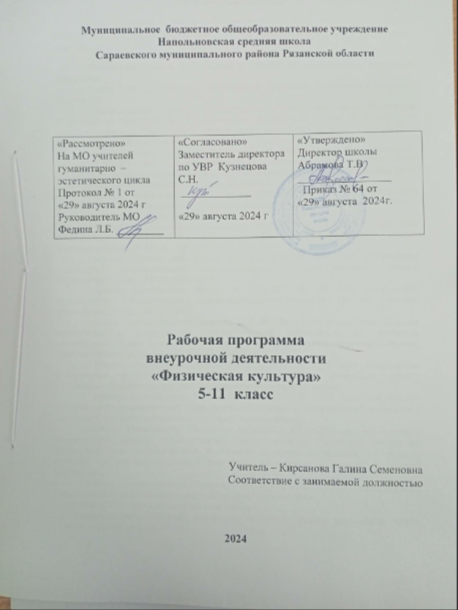 Муниципальное бюджетное общеобразовательное учреждение
Напольновская средняя школа
Сараевского муниципального района Рязанской области
«Рассмотрено»
На МО учителей
гуманитарно –
эстетического цикла
Протокол № 1 от
«29» августа 2024 г
Руководитель МО
Федина Л.Б.
«Согласовано»
Заместитель директора
по УВР Кузнецова
С.Н.
«29» августа 2024 г
«Утверждено»
Директор школы
Абрамова Т.В.
Приказ № 64 от
«29» августа 2024г.
Рабочая программа
внеурочной деятельности
«Физическая культура»
5-11 класс
Учитель – Кирсанова Галина Семеновна
Соответствие с занимаемой должностью
2024